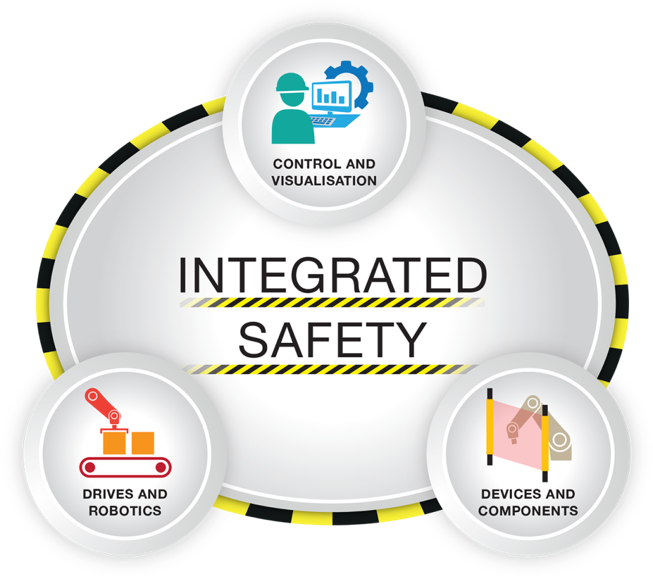 CONTROL AND
VISUALISATION
INTEGRATED
SAFETY
DRIVES AND
ROBOTICS
DEVICES AND
COMPONENTS